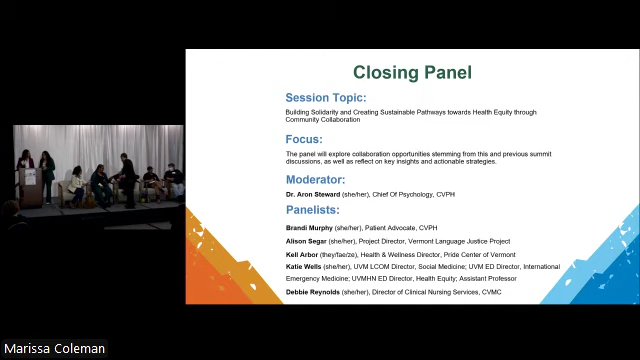 Closing Panel
Session Topic:
Building Solidarity and Creating Sustainable Pathways towards Health Equity through
Community Collaboration
Focus:
The panel will explore collaboration opportunities stemming from this and previous summit
discussions, as well as reflect on key insights and actionable strategies.
Moderator:
Dr. Aron Steward (she/her), Chief Of Psychology, CVPH
Panelists:
Brandi Murphy (she/her), Patient Advocate, CVPH
Alison Segar (she/her), Project Director, Vermont Language Justice Project
Kell Arbor (they/fae/ze), Health & Wellness Director, Pride Center of Vermont
Katie Wells (she/her), UVM LCOM Director, Social Medicine; UVM ED Director, International
Emergency Medicine; UVMHN ED Director, Health Equity; Assistant Professor
Debbie Reynolds (she/her), Director of Clinical Nursing Services, CVMC
Marissa Coleman